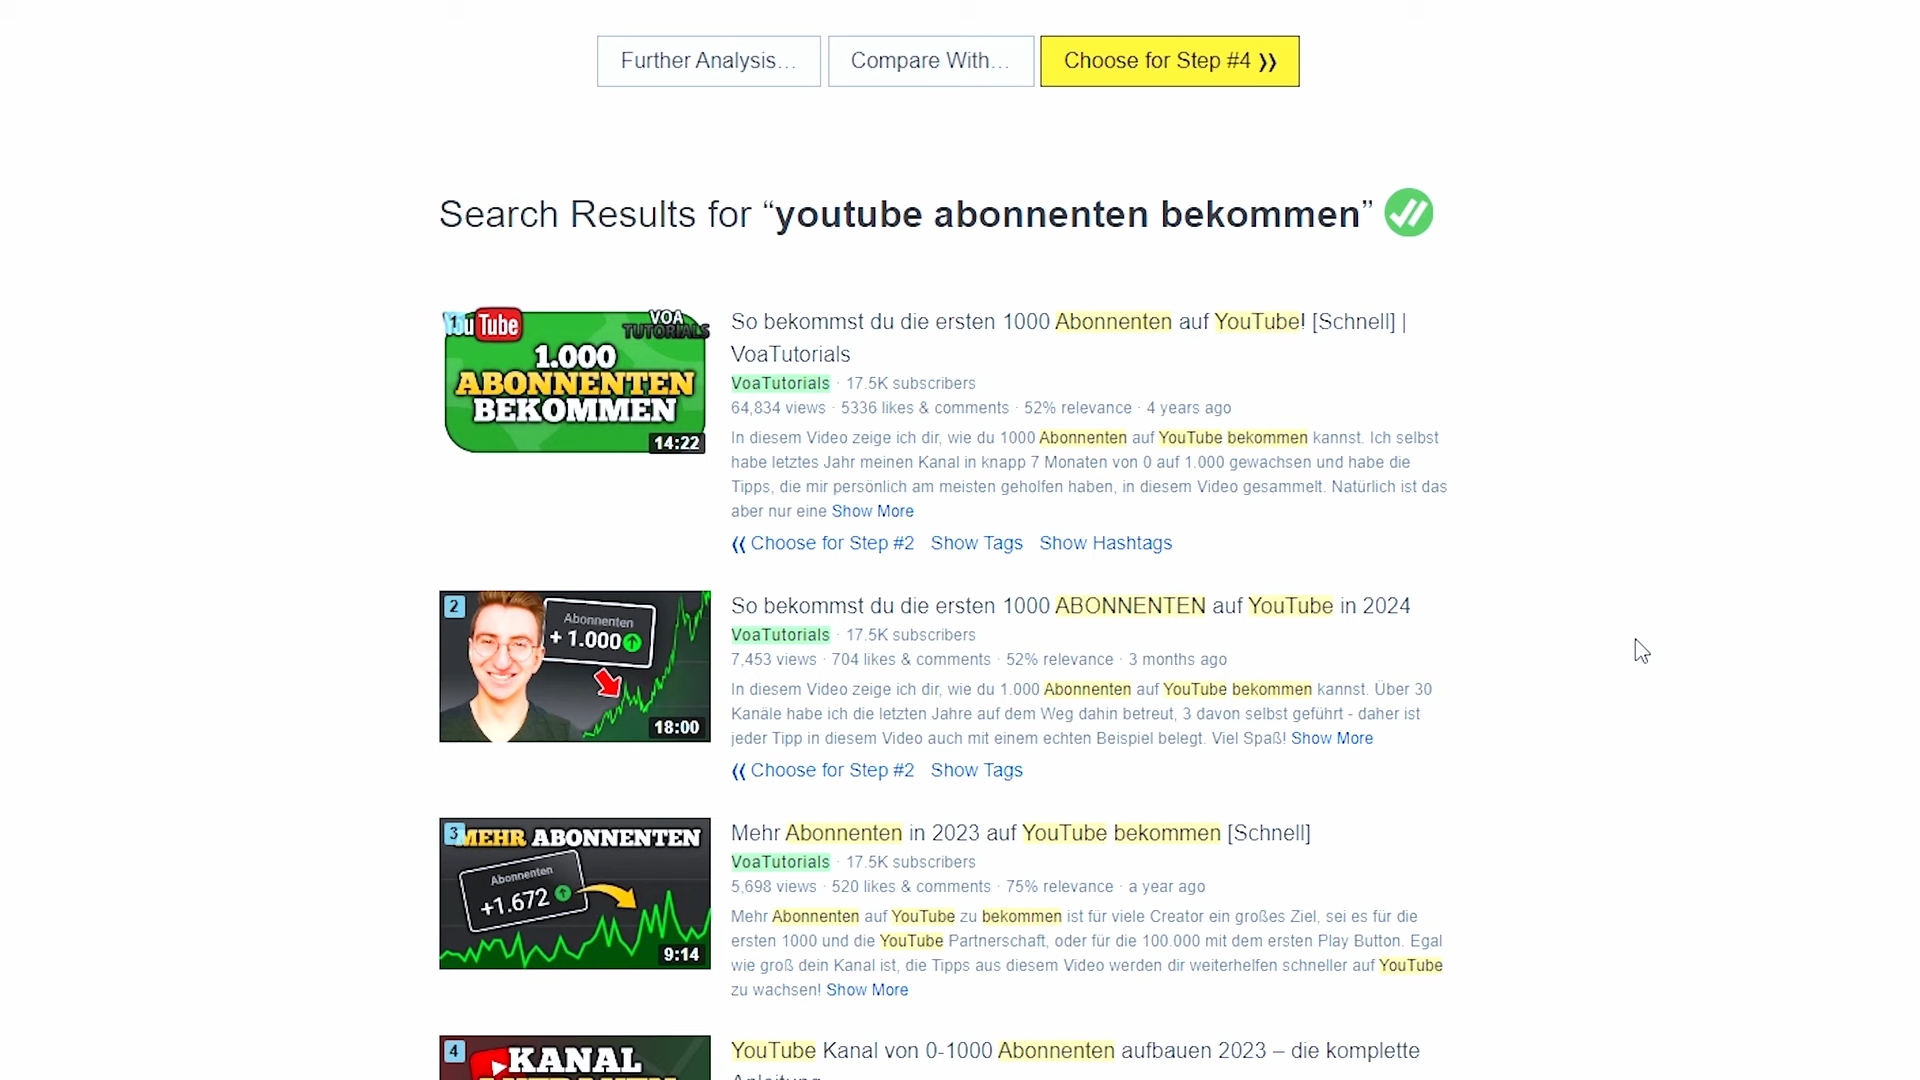 Further Analysis...
Compare With...
Choose for Step #4 ⟫
Search Results for “youtube abonnenten bekommen”
1
You Tube
VOA
TUTORIALS
1.000
ABONNENTEN
BEKOMMEN
14:22
So bekommst du die ersten 1000 Abonnenten auf YouTube! [Schnell] |
VoaTutorials
VoaTutorials · 17.5K subscribers
64,834 views · 5336 likes & comments · 52% relevance · 4 years ago
In diesem Video zeige ich dir, wie du 1000 Abonnenten auf YouTube bekommen kannst. Ich selbst
habe letztes Jahr meinen Kanal in knapp 7 Monaten von 0 auf 1.000 gewachsen und habe die
Tipps, die mir persönlich am meisten geholfen haben, in diesem Video gesammelt. Natürlich ist das
aber nur eine Show More
⟪ Choose for Step #2 Show Tags Show Hashtags
2
Abonnenten
+ 1.000
18:00
So bekommst du die ersten 1000 ABONNENTEN auf YouTube in 2024
VoaTutorials · 17.5K subscribers
7,453 views · 704 likes & comments · 52% relevance · 3 months ago
In diesem Video zeige ich dir, wie du 1.000 Abonnenten auf YouTube bekommen kannst. Über 30
Kanäle habe ich die letzten Jahre auf dem Weg dahin betreut, 3 davon selbst geführt - daher ist
jeder Tipp in diesem Video auch mit einem echten Beispiel belegt. Viel Spaß! Show More
⟪ Choose for Step #2 Show Tags
3
MEHR ABONNENTEN
Abonnenten
+1.672
9:14
Mehr Abonnenten in 2023 auf YouTube bekommen [Schnell]
VoaTutorials · 17.5K subscribers
5,698 views · 520 likes & comments · 75% relevance · a year ago
Mehr Abonnenten auf YouTube zu bekommen ist für viele Creator ein großes Ziel, sei es für die
ersten 1000 und die YouTube Partnerschaft, oder für die 100.000 mit dem ersten Play Button. Egal
wie groß dein Kanal ist, die Tipps aus diesem Video werden dir weiterhelfen schneller auf YouTube
zu wachsen! Show More
4
KANAL
YouTube Kanal von 0-1000 Abonnenten aufbauen 2023 – die komplette
Anleitung